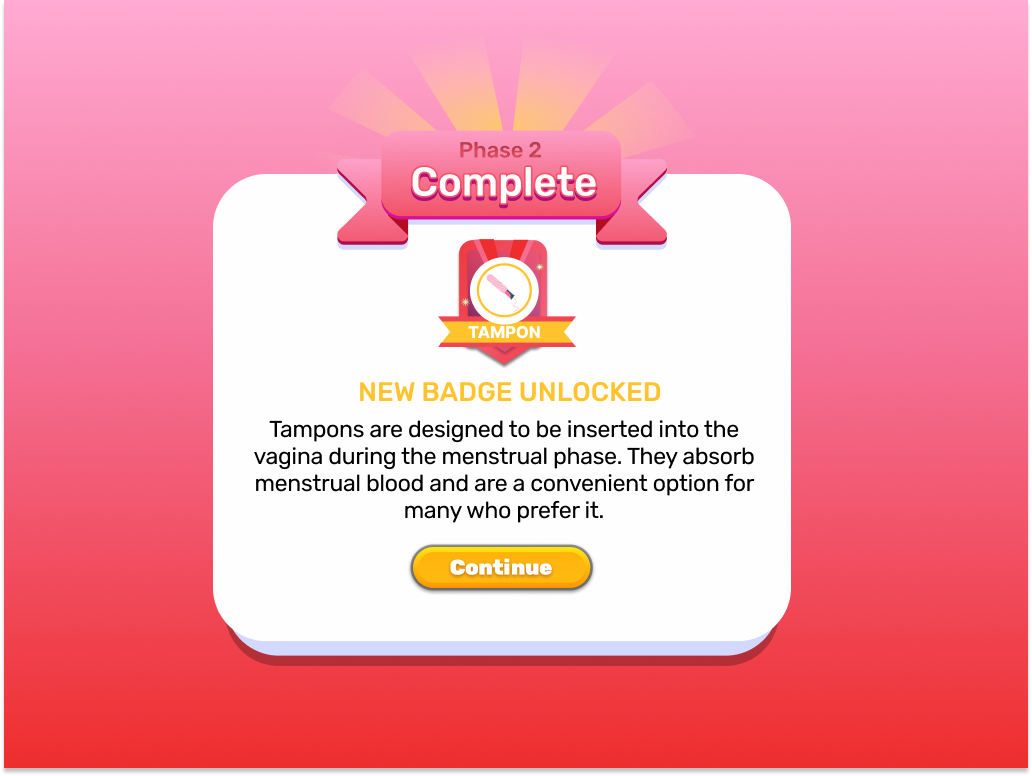 Phase 2
Complete
TAMPON
NEW BADGE UNLOCKED
Tampons are designed to be inserted into the
vagina during the menstrual phase. They absorb
menstrual blood and are a convenient option for
many who prefer it.
Continue